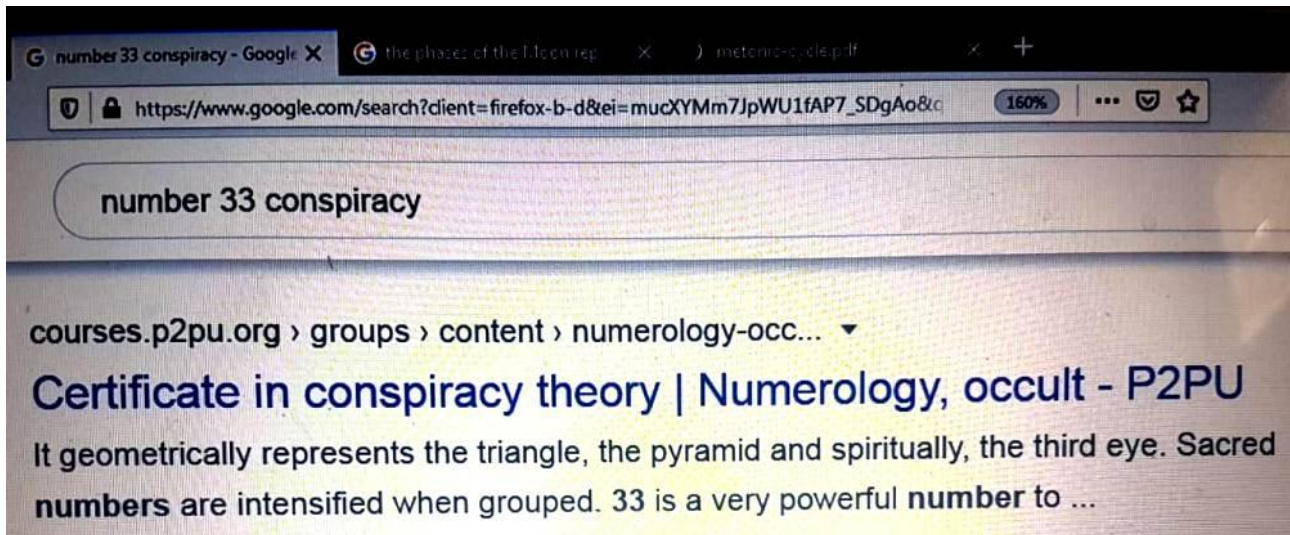 G number 33 conspiracy - Google X G the phases of the Moon rep X ) metonic-cycle.pdf X +
https://www.google.com/search?client=firefox-b-d&ei=mucXYMm7JpWU1fAP7_SDgAo&c 160% ...
number 33 conspiracy
courses.p2pu.org › groups › content › numerology-occ...
Certificate in conspiracy theory | Numerology, occult - P2PU
It geometrically represents the triangle, the pyramid and spiritually, the third eye. Sacred
numbers are intensified when grouped. 33 is a very powerful number to ...